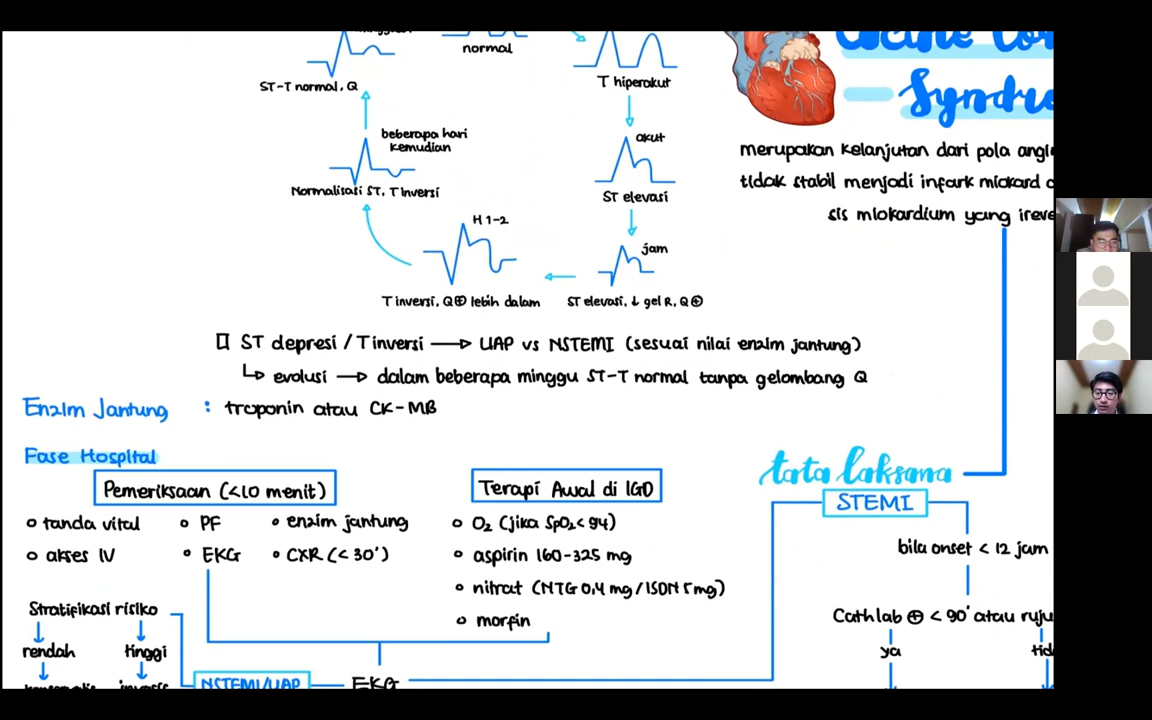 normal
ST-T normal, Q
T hiperakut
Syndro
beberapa hari
kemudian
akut
merupakan kelanjutan dari pola
tidak stabil menjadi infark miokard
sis miokardium yang
Normalisasi ST, T inversi
ST elevasi
H 1-2
jam
T inversi, Q⊕ lebih dalam
ST elevasi, ↓ gel R, Q⊕
ST depresi / T inversi → UAP vs NSTEMI (sesuai nilai enzim jantung)
↳ evolusi → dalam beberapa minggu ST-T normal tanpa gelombang Q
Enzim Jantung : troponin atau CK-MB
Fase Hospital
tata laksana
Pemeriksaan (<10 menit)
tanda vital
PF
enzim jantung
akses IV
EKG
CXR (< 30')
Terapi Awal di IGD
O2 (jika SpO2 < 94)
aspirin 160-325 mg
nitrat (NTG 0,4 mg / ISDN 5 mg)
morfin
STEMI
bila onset < 12 jam
Cathlab ⊕ < 90' atau
ya
Stratifikasi risiko
rendah
tinggi
NSTEMI/UAP
EKG